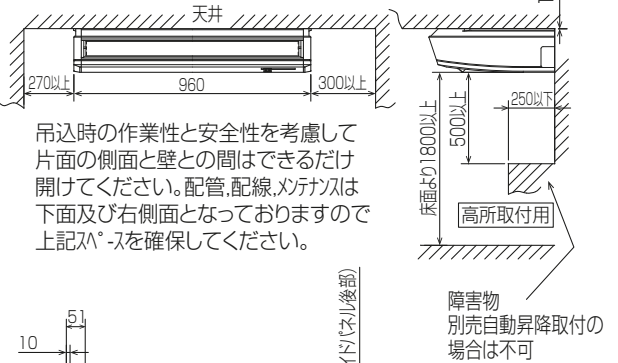 天井
270以上
960
300以上
吊込時の作業性と安全性を考慮して
片面の側面と壁との間はできるだけ
開けてください。配管,配線,メンテナンスは
下面及び右側面となっておりますので
上記スペースを確保してください。
床面より1800以上
500以上
250以下
高所取付用
障害物
別売自動昇降取付の
場合は不可
51
10
イドパネル後部)